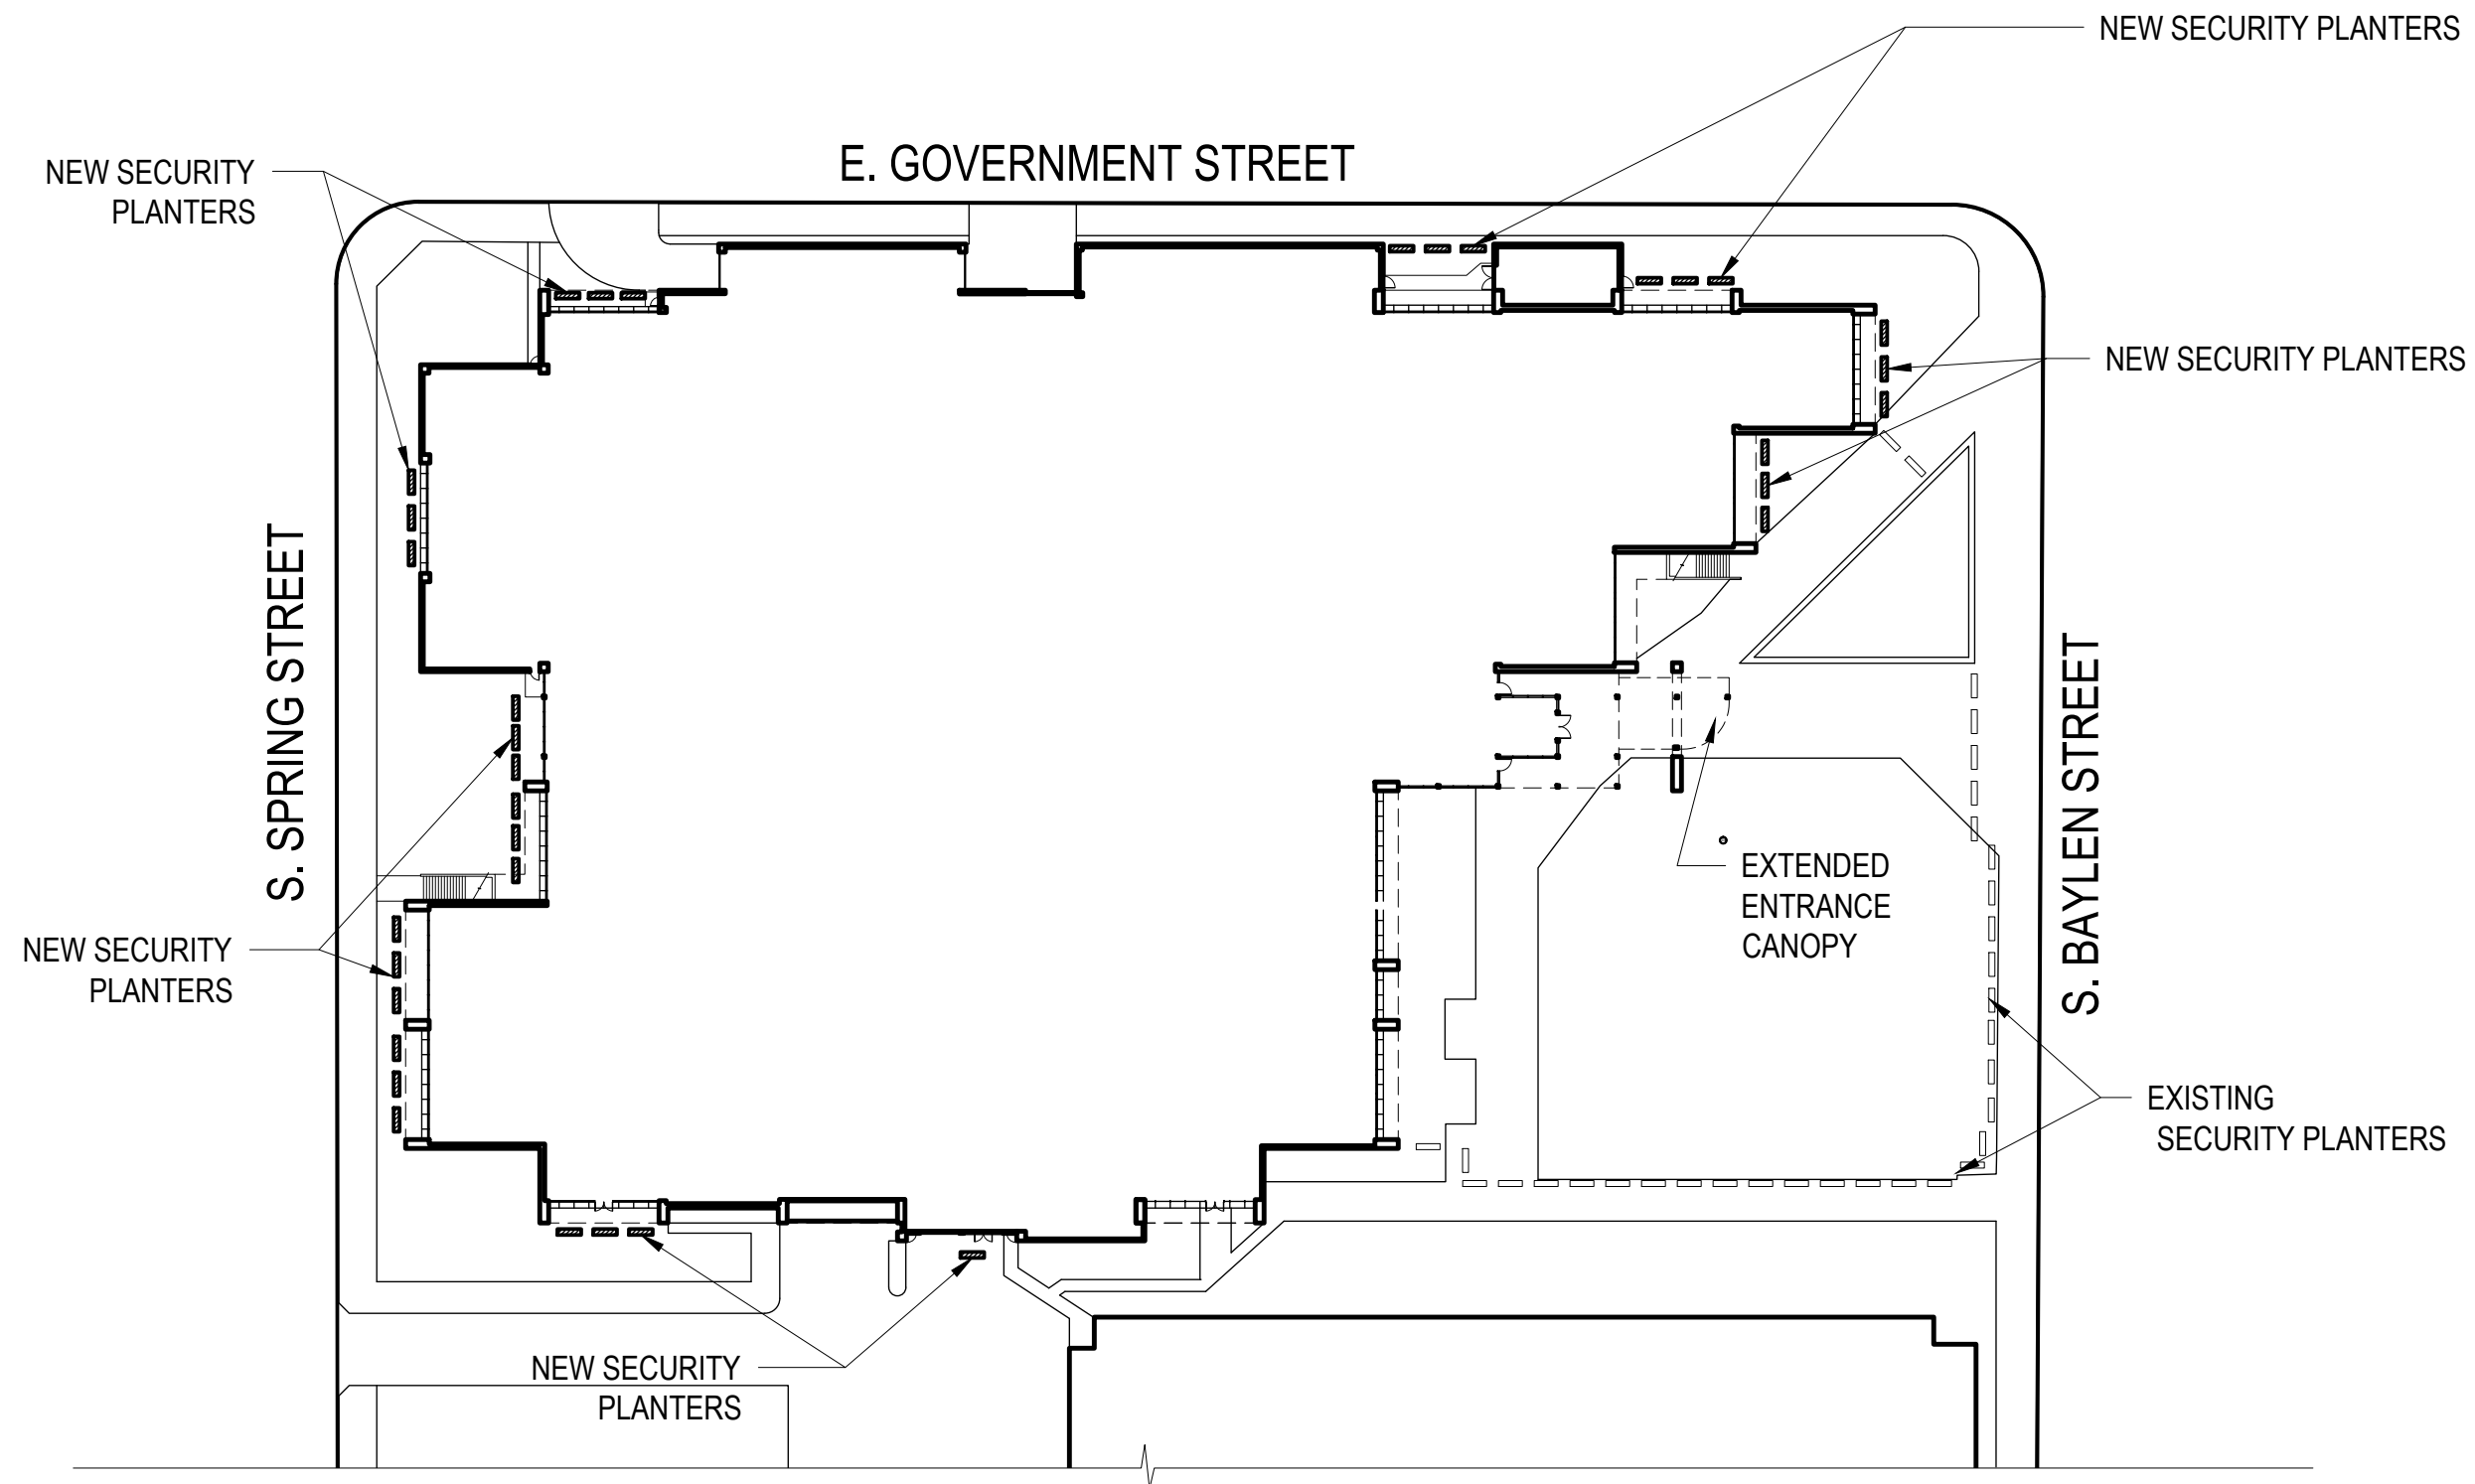 NEW SECURITY PLANTERS
E. GOVERNMENT STREET
NEW SECURITY
PLANTERS
NEW SECURITY PLANTERS
S. SPRING STREET
S. BAYLEN STREET
EXTENDED
ENTRANCE
CANOPY
NEW SECURITY
PLANTERS
EXISTING
SECURITY PLANTERS
NEW SECURITY
PLANTERS